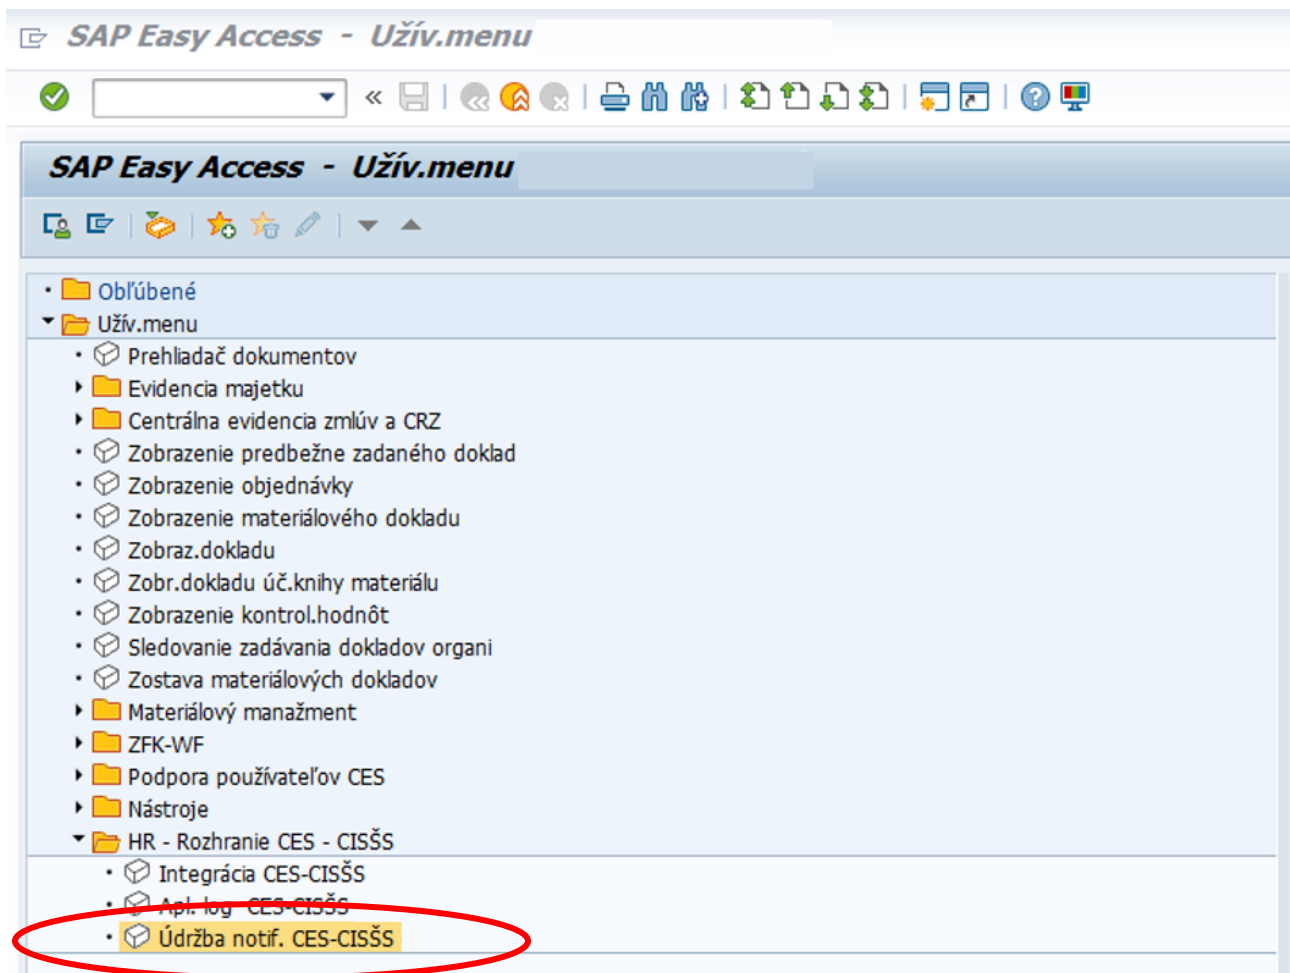 SAP Easy Access - Užív.menu
SAP Easy Access - Užív.menu
Obľúbené
Užív.menu
Prehliadač dokumentov
Evidencia majetku
Centrálna evidencia zmlúv a CRZ
Zobrazenie predbežne zadaného doklad
Zobrazenie objednávky
Zobrazenie materiálového dokladu
Zobraz.dokladu
Zobr.dokladu úč.knihy materiálu
Zobrazenie kontrol.hodnôt
Sledovanie zadávania dokladov organi
Zostava materiálových dokladov
Materiálový manažment
ZFK-WF
Podpora používateľov CES
Nástroje
HR - Rozhranie CES - CISŠS
Integrácia CES-CISŠS
Apl. log CES-CISŠS
Údržba notif. CES-CISŠS